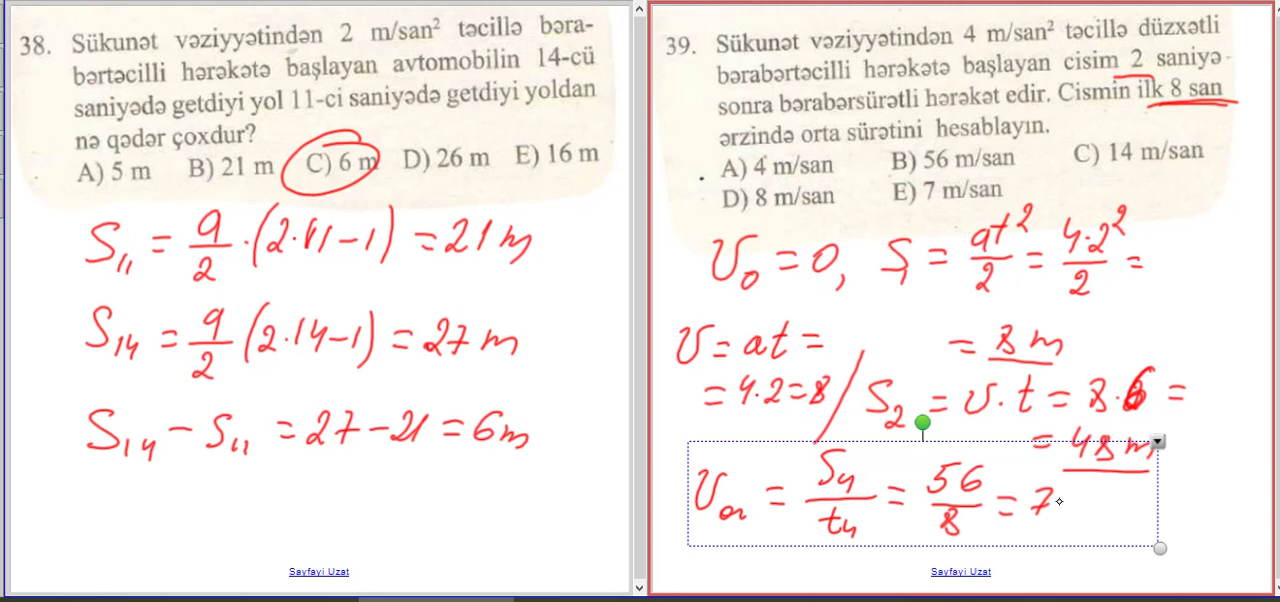 38. Sükunət vəziyyətindən 2 m/san² təcillə bəra-
bərtəcilli hərəkətə başlayan avtomobilin 14-cü
saniyədə getdiyi yol 11-ci saniyədə getdiyi yoldan
nə qədər çoxdur?
A) 5 m B) 21 m C) 6 m D) 26 m E) 16 m
S₁₁ = a/2 · (2·11−1) = 21 m
S₁₄ = a/2 (2·14−1) = 27 m
S₁₄ − S₁₁ = 27 − 21 = 6m
Sayfayi Uzat
39. Sükunət vəziyyətindən 4 m/san² təcillə düzxətli
bərabərtəcilli hərəkətə başlayan cisim 2 saniyə
sonra bərabərsürətli hərəkət edir. Cismin ilk 8 san
ərzində orta sürətini hesablayın.
A) 4 m/san B) 56 m/san C) 14 m/san
D) 8 m/san E) 7 m/san
υ₀ = 0, S₁ = at²/2 = 4·2²/2 =
υ = at = = 8 m
= 4·2=8 / S₂ = υ·t = 8·6 =
= 48 m
υₒᵣ = Sᵤ/tᵤ = 56/8 = 7
Sayfayi Uzat